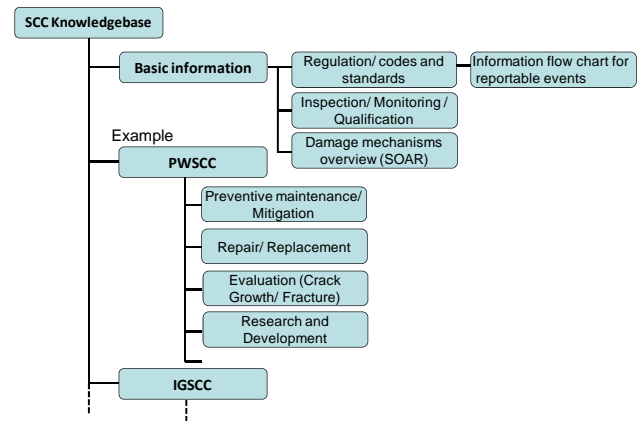 SCC Knowledgebase
Basic information
Regulation/ codes and
standards
Information flow chart for
reportable events
Inspection/ Monitoring /
Qualification
Damage mechanisms
overview (SOAR)
Example
PWSCC
Preventive maintenance/
Mitigation
Repair/ Replacement
Evaluation (Crack
Growth/ Fracture)
Research and
Development
IGSCC